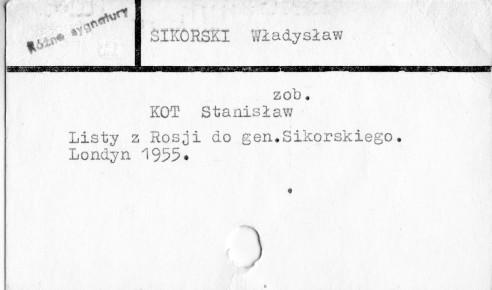 Różne sygnatury
SIKORSKI Władysław
zob.
KOT Stanisław
Listy z Rosji do gen.Sikorskiego.
Londyn 1955.